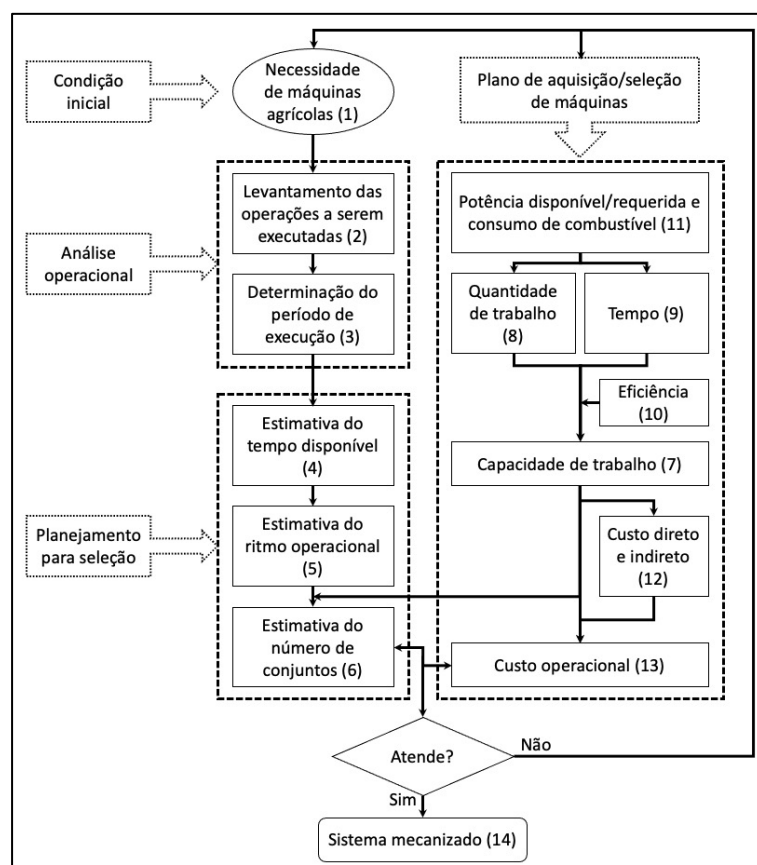 Condição
inicial
Necessidade
de máquinas
agrícolas (1)
Plano de aquisição/seleção
de máquinas
Análise
operacional
Levantamento das
operações a serem
executadas (2)
Determinação do
período de
execução (3)
Potência disponível/requerida e
consumo de combustível (11)
Quantidade
de trabalho
(8)
Tempo (9)
Eficiência
(10)
Planejamento
para seleção
Estimativa do
tempo disponível
(4)
Estimativa do
ritmo operacional
(5)
Estimativa do
número de
conjuntos (6)
Capacidade de trabalho (7)
Custo direto
e indireto
(12)
Custo operacional (13)
Atende?
Não
Sim
Sistema mecanizado (14)